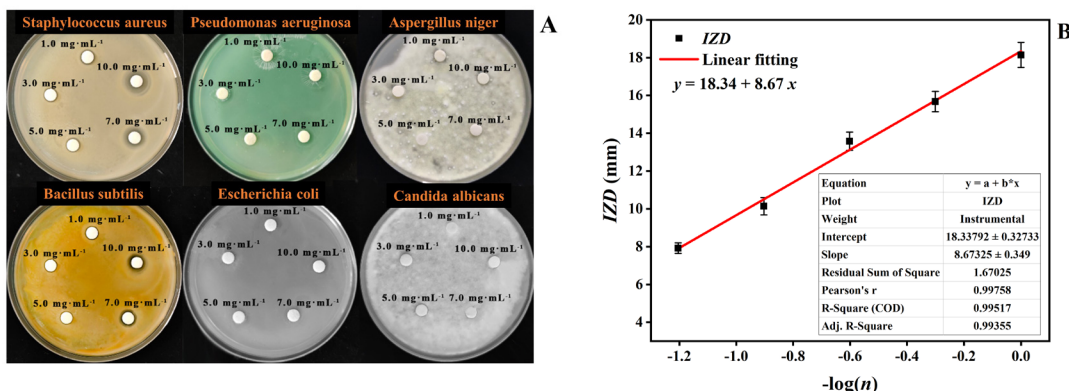 A
Staphylococcus aureus
1.0 mg·mL-1
10.0 mg·mL-1
3.0 mg·mL-1
7.0 mg·mL-1
5.0 mg·mL-1
Pseudomonas aeruginosa
1.0 mg·mL-1
10.0 mg·mL-1
3.0 mg·mL-1
7.0 mg·mL-1
5.0 mg·mL-1
Aspergillus niger
1.0 mg·mL-1
10.0 mg·mL-1
3.0 mg·mL-1
7.0 mg·mL-1
5.0 mg·mL-1
Bacillus subtilis
1.0 mg·mL-1
3.0 mg·mL-1
10.0 mg·mL-1
5.0 mg·mL-1
7.0 mg·mL-1
Escherichia coli
1.0 mg·mL-1
3.0 mg·mL-1
10.0 mg·mL-1
5.0 mg·mL-1
7.0 mg·mL-1
Candida albicans
1.0 mg·mL-1
3.0 mg·mL-1
10.0 mg·mL-1
5.0 mg·mL-1
7.0 mg·mL-1
B
IZD
Linear fitting
y = 18.34 + 8.67 x
IZD (mm)
20
18
16
14
12
10
8
6
4
Equation y = a + b*x
Plot IZD
Weight Instrumental
Intercept 18.33792 ± 0.32733
Slope 8.67325 ± 0.349
Residual Sum of Square 1.67025
Pearson's r 0.99758
R-Square (COD) 0.99517
Adj. R-Square 0.99355
-1.2 -1.0 -0.8 -0.6 -0.4 -0.2 0.0
-log(n)